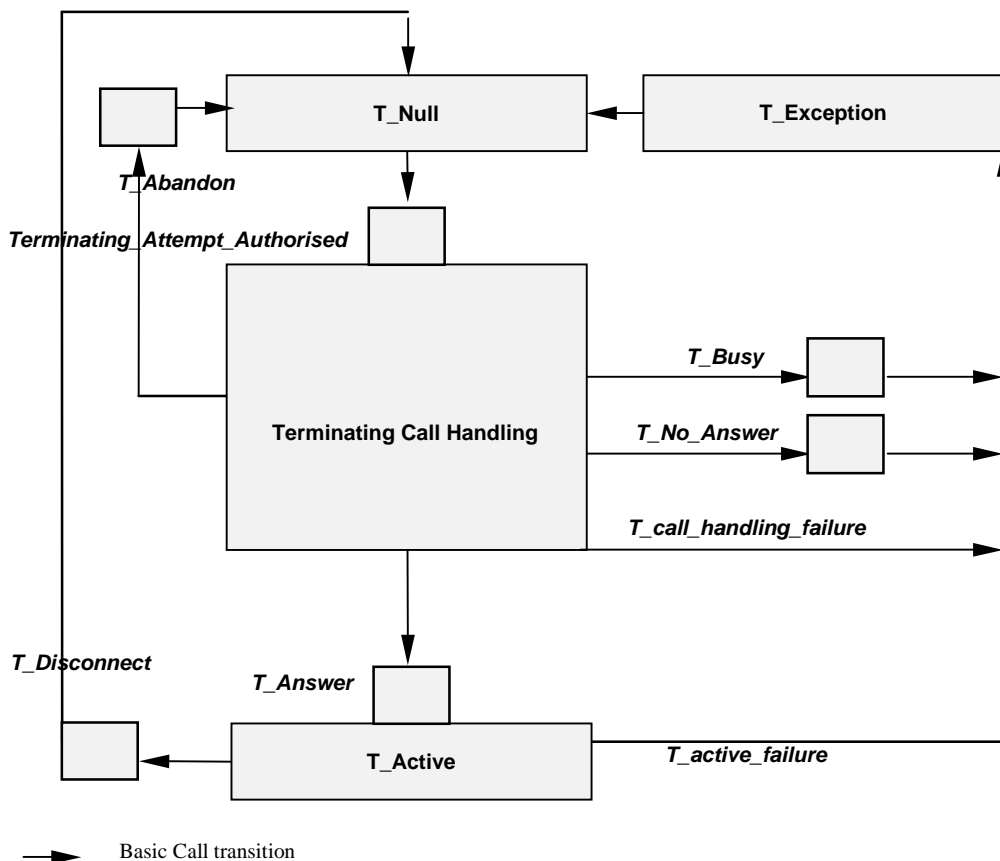 T_Null
T_Exception
T_Abandon
Terminating_Attempt_Authorised
T_Busy
Terminating Call Handling
T_No_Answer
T_call_handling_failure
T_Disconnect
T_Answer
T_Active
T_active_failure
Basic Call transition